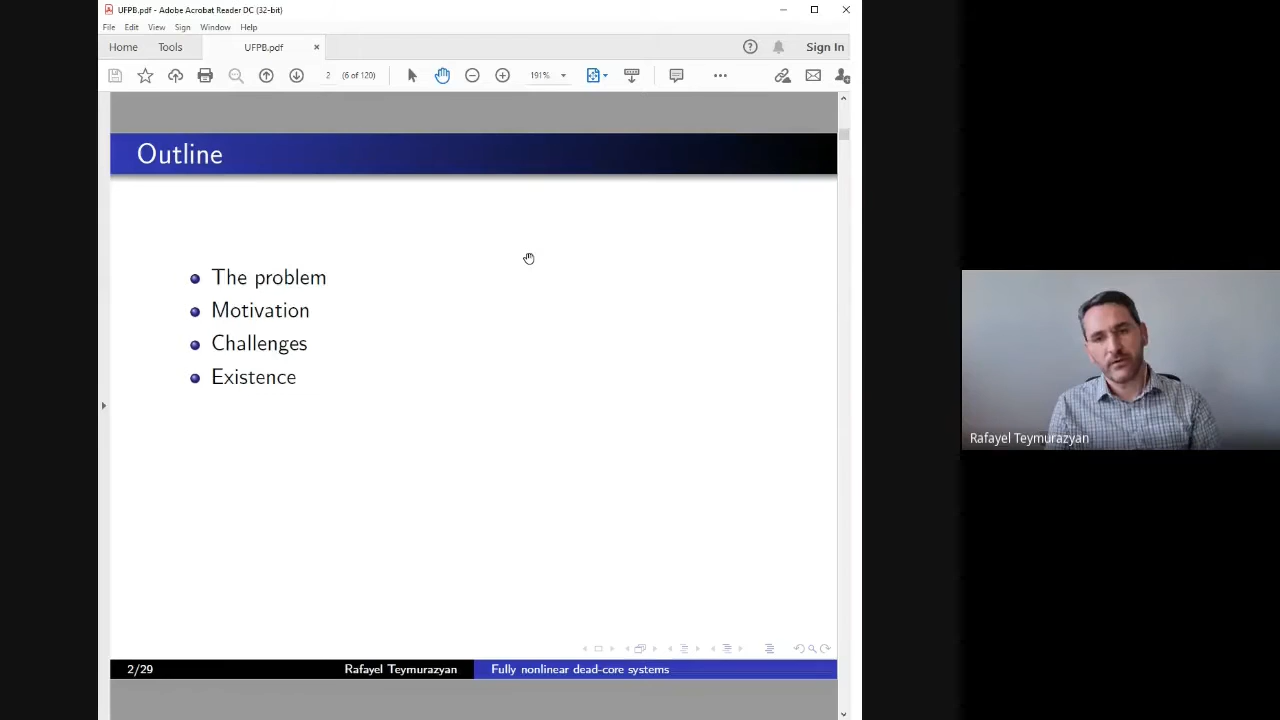 UFPB.pdf - Adobe Acrobat Reader DC (32-bit)
File Edit View Sign Window Help
Home Tools UFPB.pdf Sign In
2 (6 of 120) 191%
Outline
The problem
Motivation
Challenges
Existence
Rafayel Teymurazyan
2/29 Rafayel Teymurazyan Fully nonlinear dead-core systems